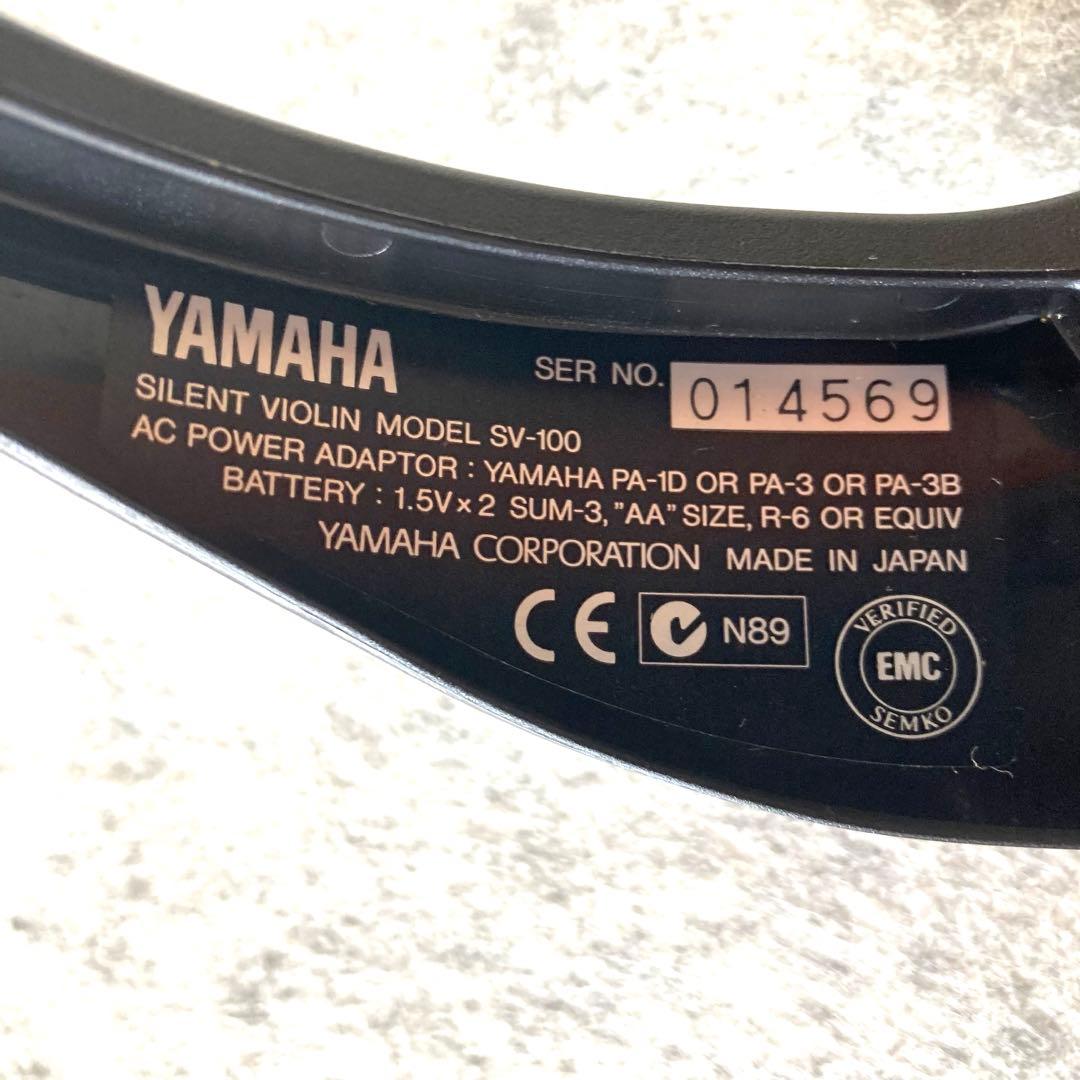 YAMAHA
SER NO. 014569
SILENT VIOLIN MODEL SV-100
AC POWER ADAPTOR : YAMAHA PA-1D OR PA-3 OR PA-3B
BATTERY : 1.5V×2 SUM-3, "AA" SIZE, R-6 OR EQUIV
YAMAHA CORPORATION MADE IN JAPAN
CE N89
VERIFIED
EMC
SEMKO